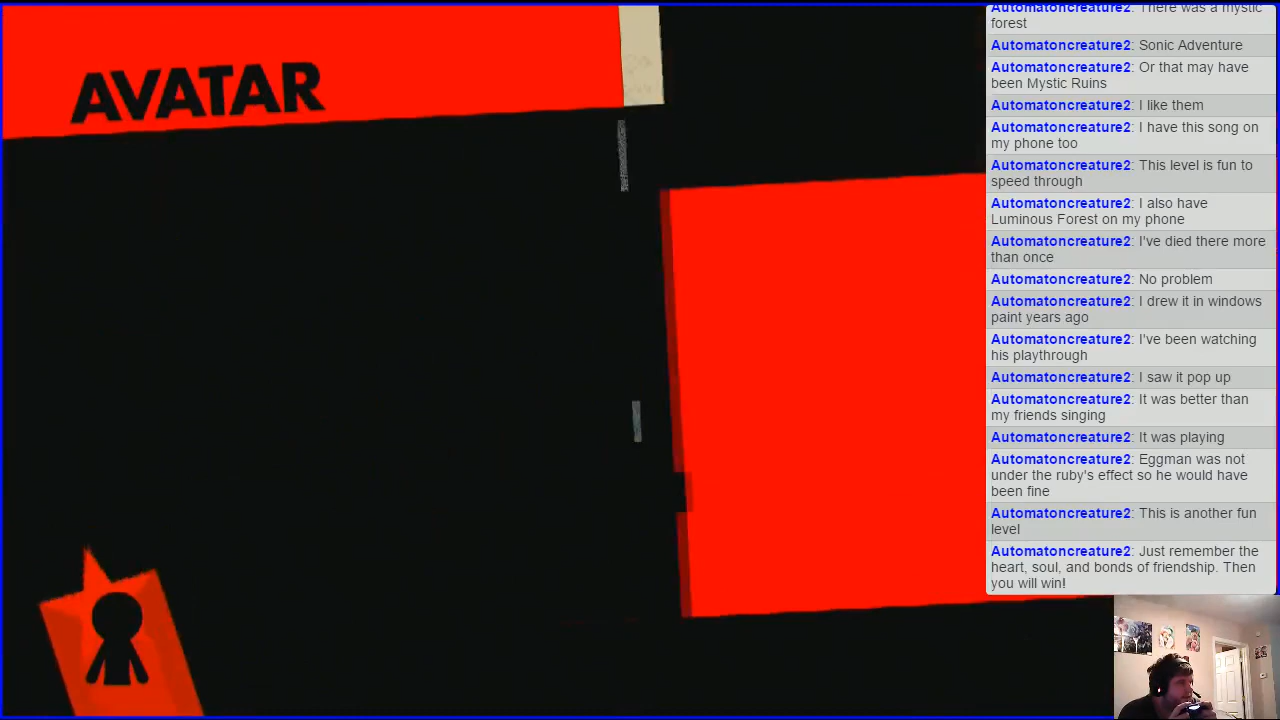 AVATAR
Automatoncreature2: There was a mystic
forest
Automatoncreature2: Sonic Adventure
Automatoncreature2: Or that may have
been Mystic Ruins
Automatoncreature2: I like them
Automatoncreature2: I have this song on
my phone too
Automatoncreature2: This level is fun to
speed through
Automatoncreature2: I also have
Luminous Forest on my phone
Automatoncreature2: I've died there more
than once
Automatoncreature2: No problem
Automatoncreature2: I drew it in windows
paint years ago
Automatoncreature2: I've been watching
his playthrough
Automatoncreature2: I saw it pop up
Automatoncreature2: It was better than
my friends singing
Automatoncreature2: It was playing
Automatoncreature2: Eggman was not
under the ruby's effect so he would have
been fine
Automatoncreature2: This is another fun
level
Automatoncreature2: Just remember the
heart, soul, and bonds of friendship. Then
you will win!